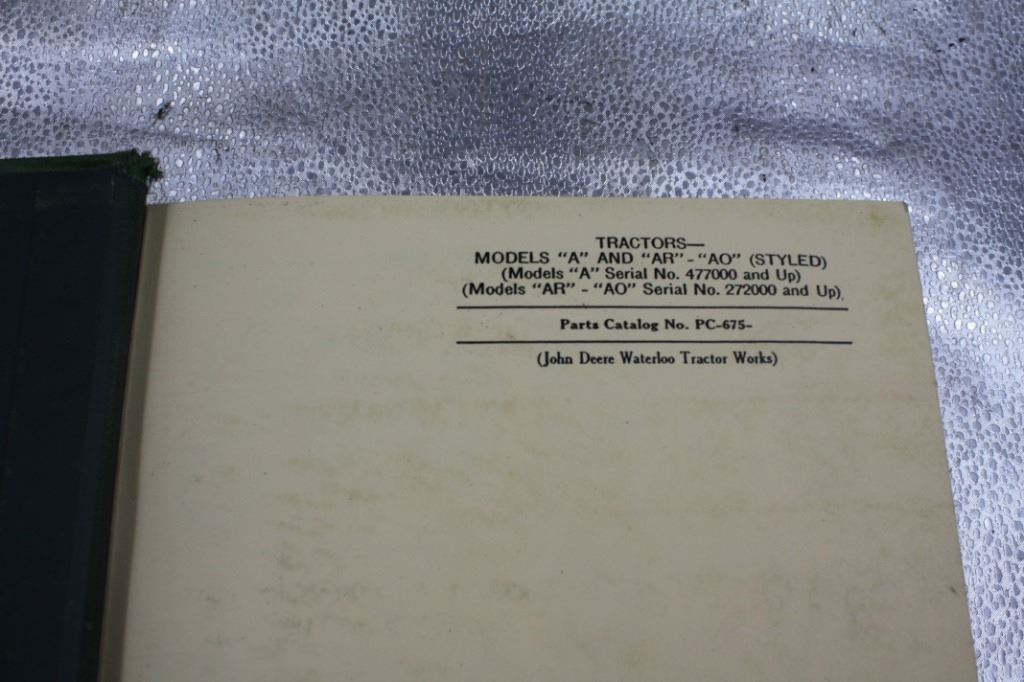 TRACTORS—
MODELS "A" AND "AR" - "AO" (STYLED)
(Models "A" Serial No. 477000 and Up)
(Models "AR" - "AO" Serial No. 272000 and Up)
Parts Catalog No. PC-675-
(John Deere Waterloo Tractor Works)